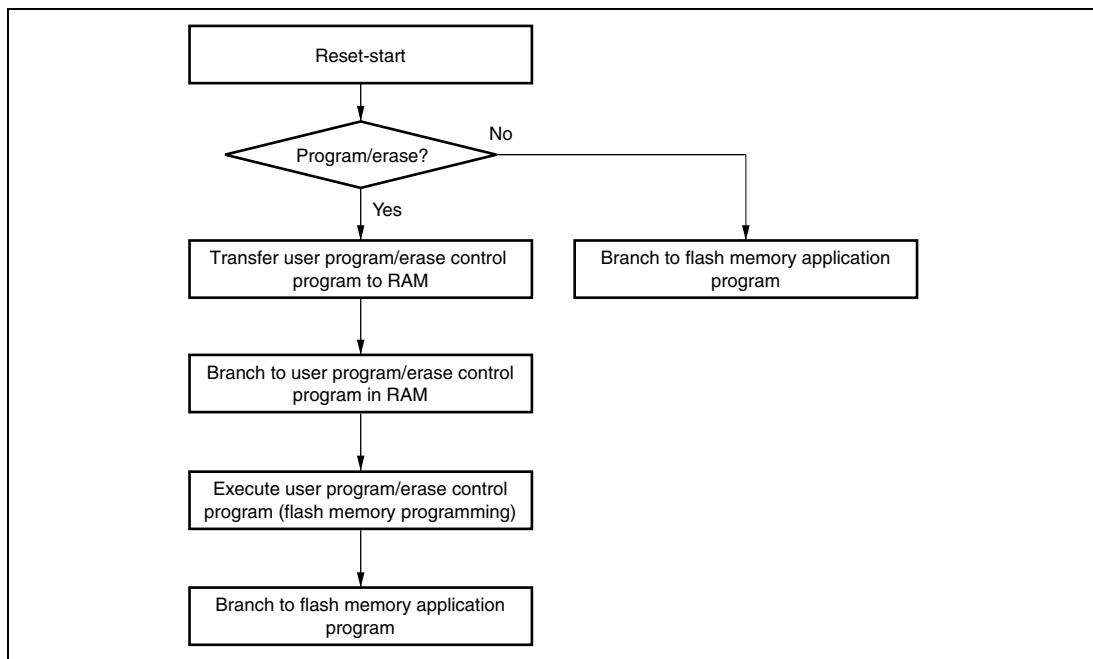 Reset-start
Program/erase?
No
Yes
Transfer user program/erase control
program to RAM
Branch to flash memory application
program
Branch to user program/erase control
program in RAM
Execute user program/erase control
program (flash memory programming)
Branch to flash memory application
program